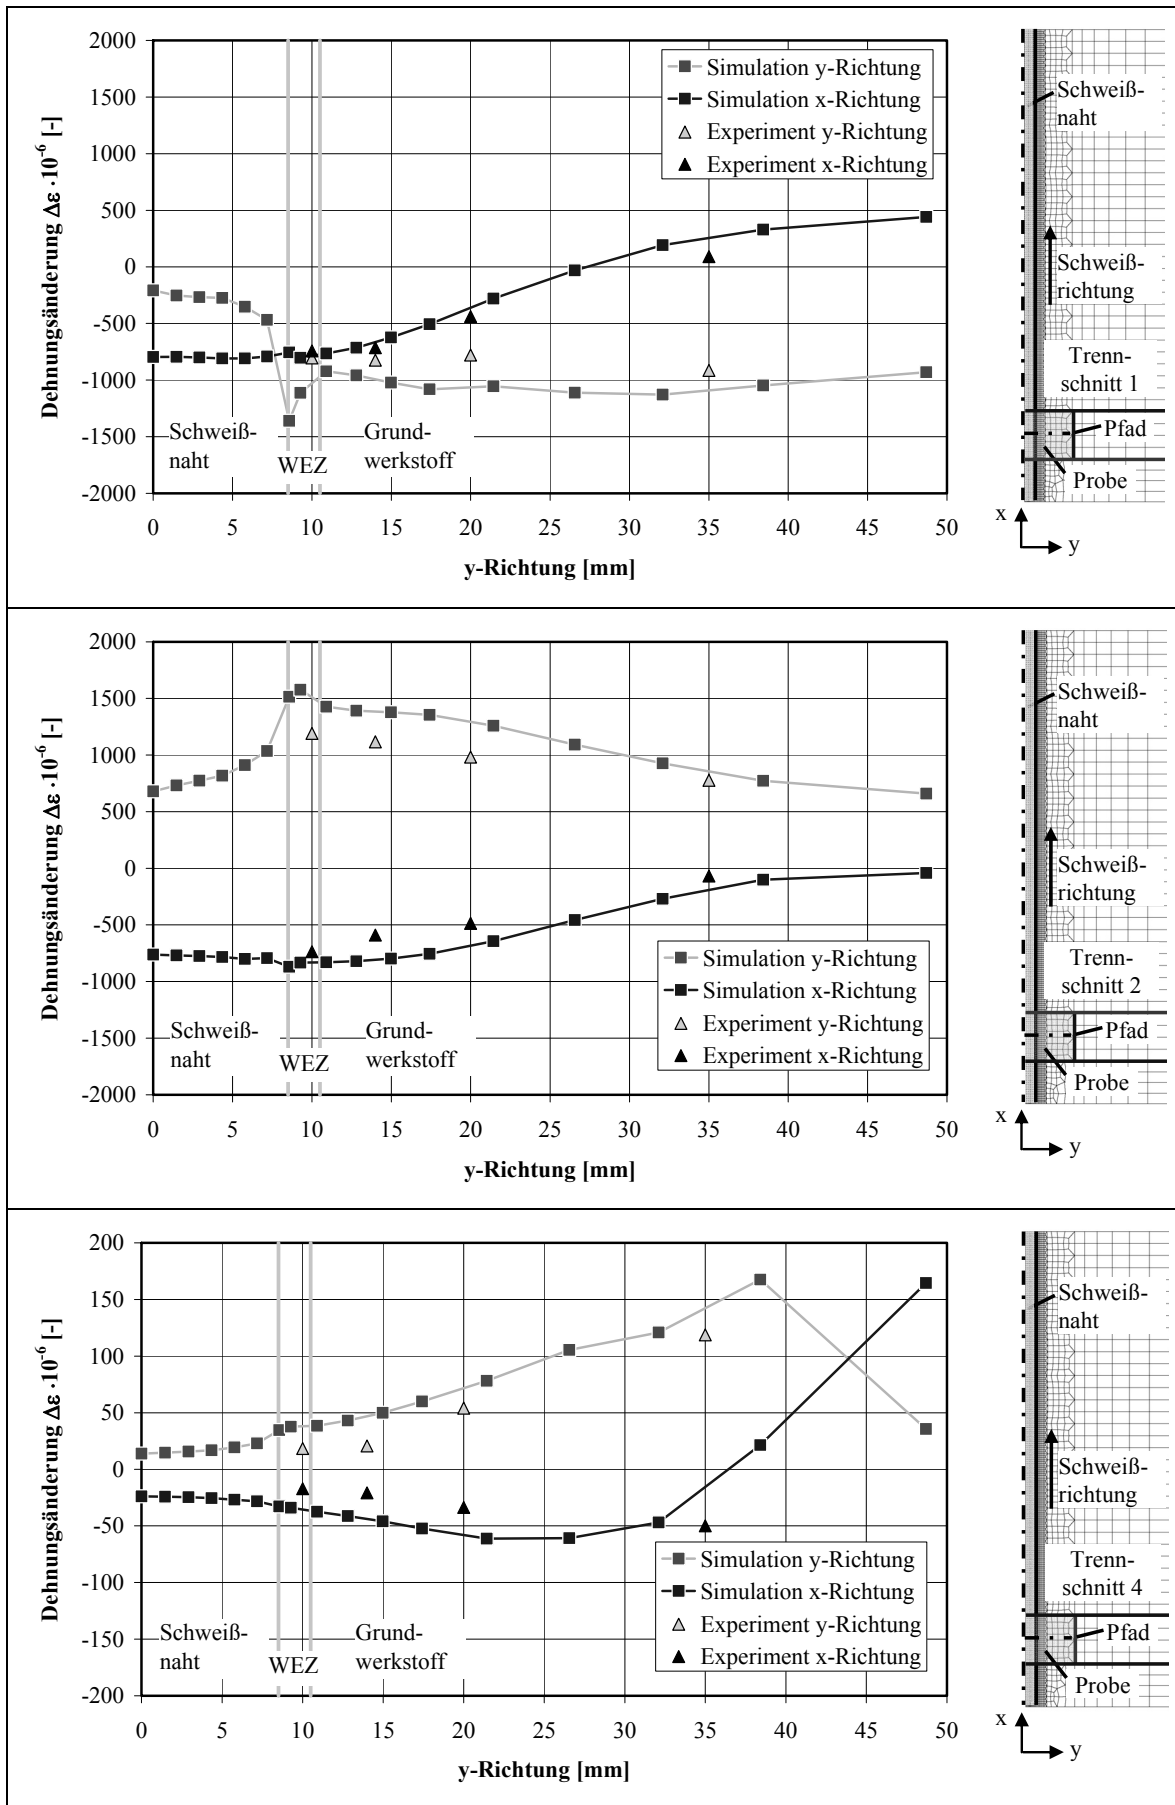 2000
1500
1000
500
0
-500
-1000
-1500
-2000
Dehnungsänderung Δε ·10⁻⁶ [-]
Simulation y-Richtung
Simulation x-Richtung
Experiment y-Richtung
Experiment x-Richtung
Schweiß-
naht
WEZ
Grund-
werkstoff
0 5 10 15 20 25 30 35 40 45 50
y-Richtung [mm]
Schweiß-
naht
Schweiß-
richtung
Trenn-
schnitt 1
Pfad
Probe
x
y
2000
1500
1000
500
0
-500
-1000
-1500
-2000
Dehnungsänderung Δε ·10⁻⁶ [-]
Simulation y-Richtung
Simulation x-Richtung
Experiment y-Richtung
Experiment x-Richtung
Schweiß-
naht
WEZ
Grund-
werkstoff
0 5 10 15 20 25 30 35 40 45 50
y-Richtung [mm]
Schweiß-
naht
Schweiß-
richtung
Trenn-
schnitt 2
Pfad
Probe
x
y
200
150
100
50
0
-50
-100
-150
-200
Dehnungsänderung Δε ·10⁻⁶ [-]
Simulation y-Richtung
Simulation x-Richtung
Experiment y-Richtung
Experiment x-Richtung
Schweiß-
naht
WEZ
Grund-
werkstoff
0 5 10 15 20 25 30 35 40 45 50
y-Richtung [mm]
Schweiß-
naht
Schweiß-
richtung
Trenn-
schnitt 4
Pfad
Probe
x
y